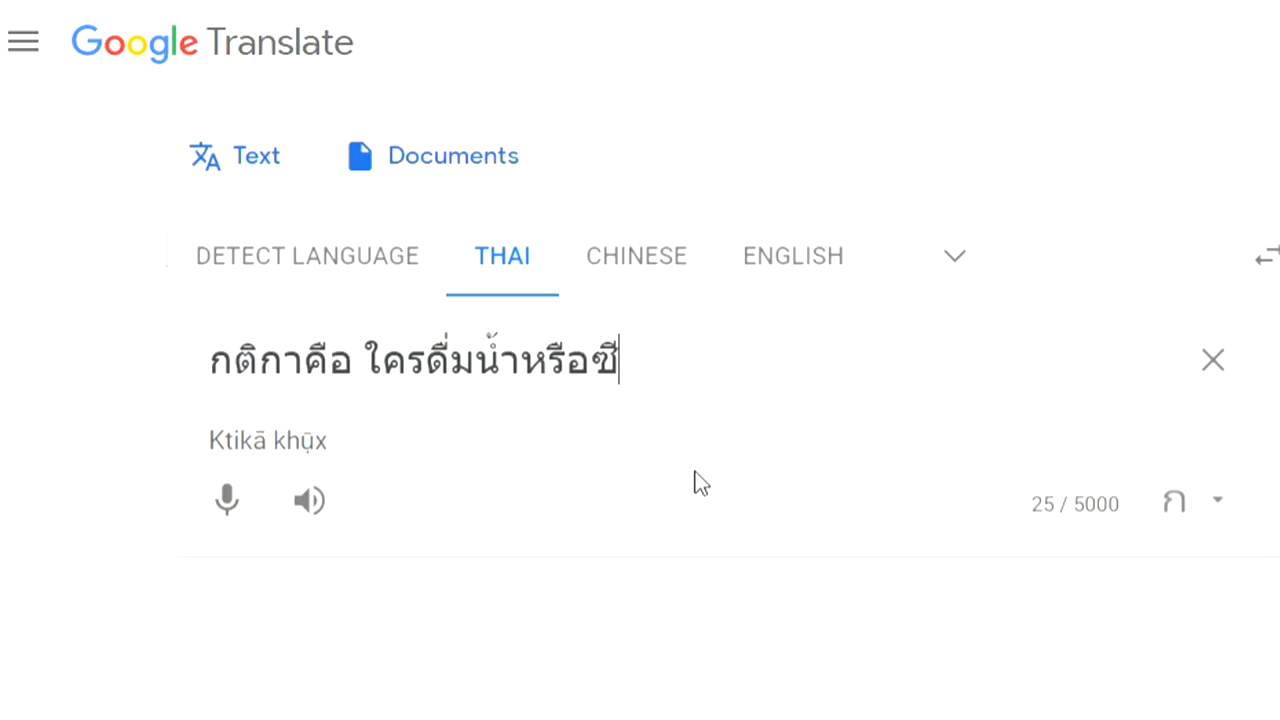 Google Translate
Text Documents
DETECT LANGUAGE THAI CHINESE ENGLISH
กติกาคือ ใครดื่มน้ำหรือซี
Ktikā khụ̄x
25 / 5000 ก